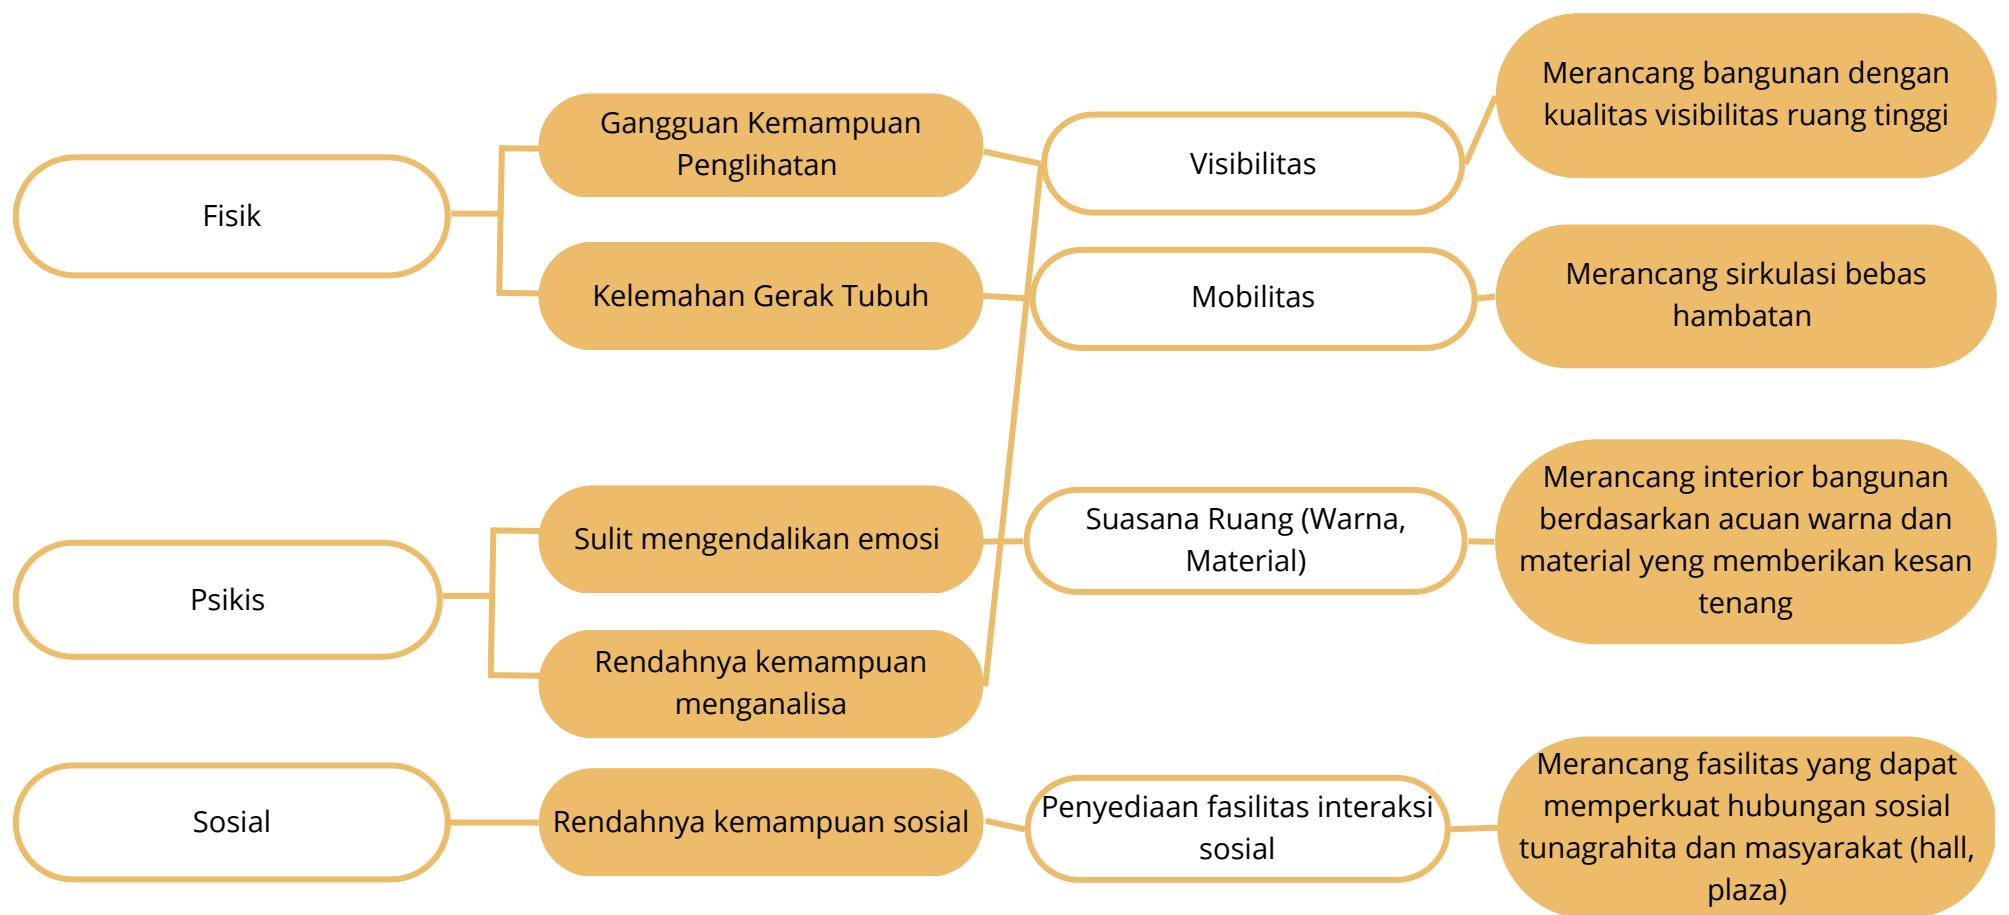 Fisik
Gangguan Kemampuan
Penglihatan
Kelemahan Gerak Tubuh
Visibilitas
Mobilitas
Merancang bangunan dengan
kualitas visibilitas ruang tinggi
Merancang sirkulasi bebas
hambatan
Psikis
Sulit mengendalikan emosi
Rendahnya kemampuan
menganalisa
Suasana Ruang (Warna,
Material)
Merancang interior bangunan
berdasarkan acuan warna dan
material yeng memberikan kesan
tenang
Sosial
Rendahnya kemampuan sosial
Penyediaan fasilitas interaksi
sosial
Merancang fasilitas yang dapat
memperkuat hubungan sosial
tunagrahita dan masyarakat (hall,
plaza)